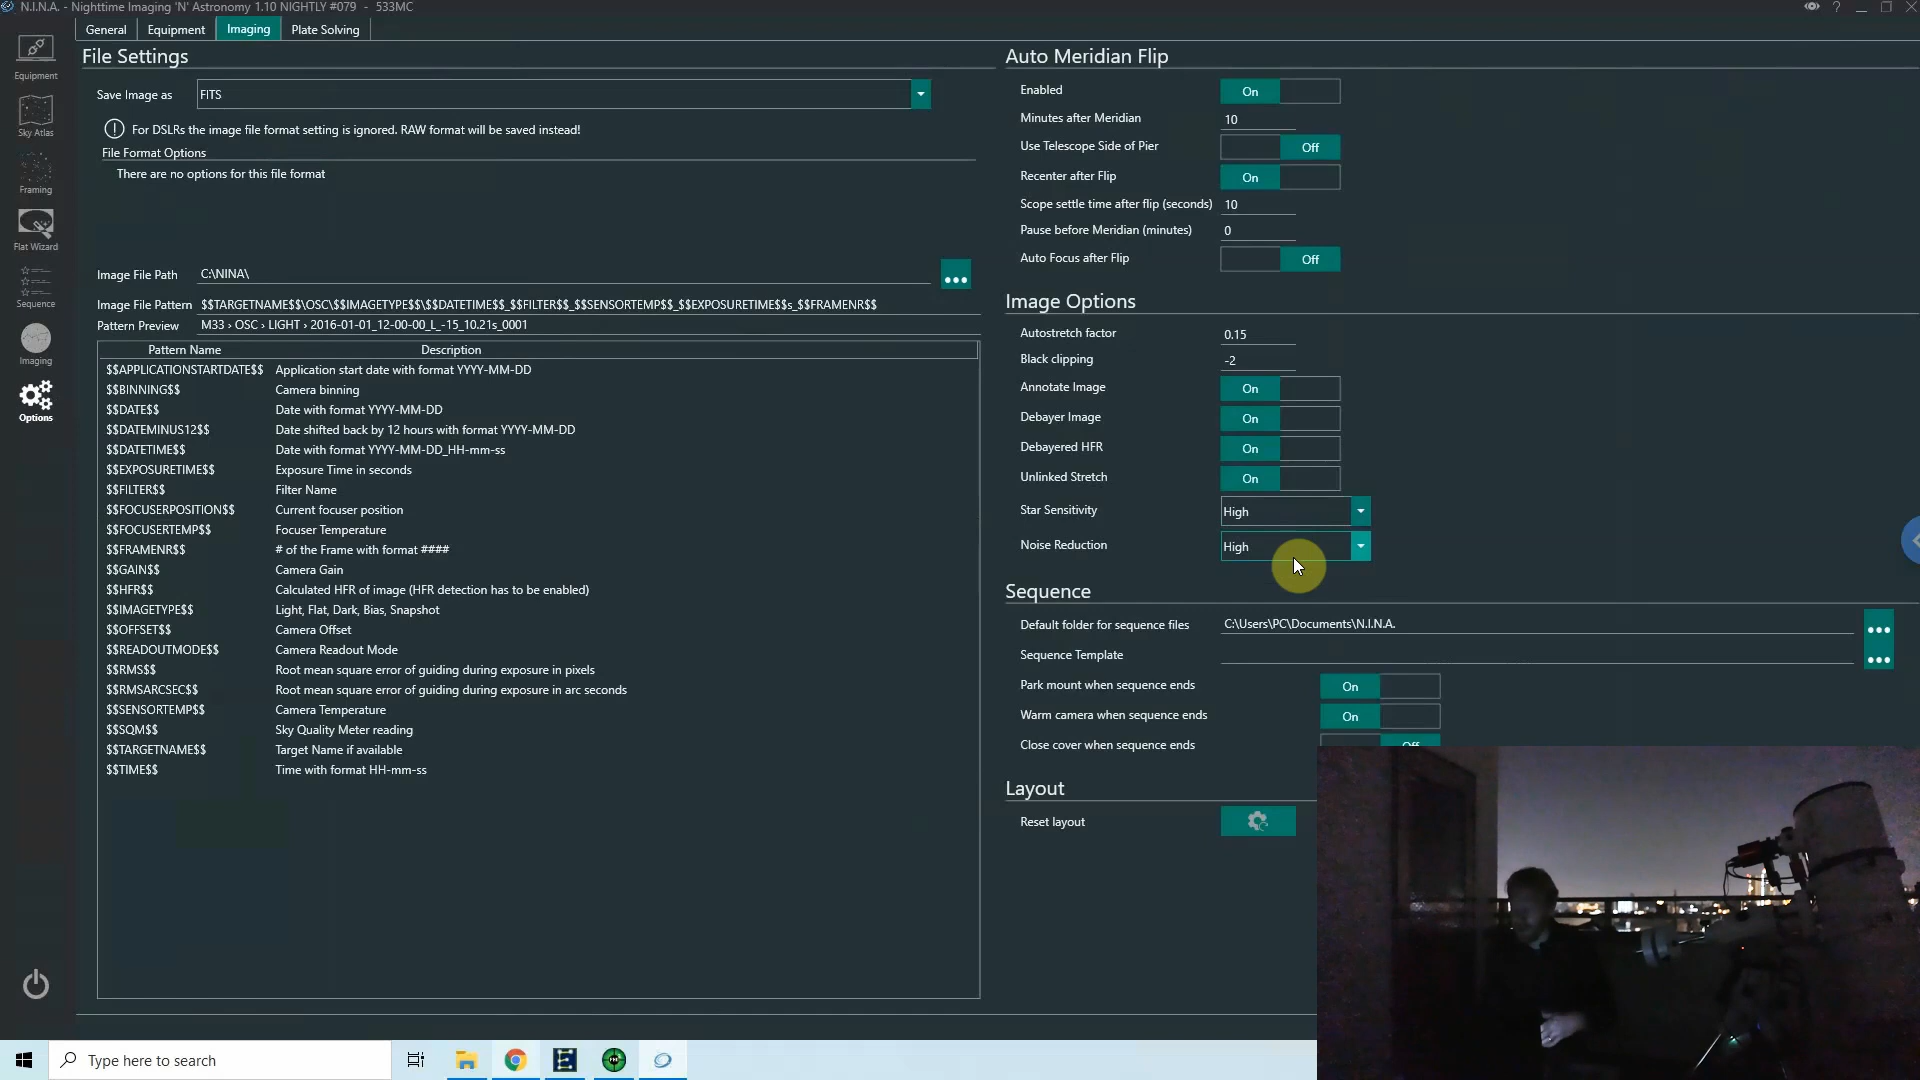 N.I.N.A. - Nighttime Imaging 'N' Astronomy 1.10 NIGHTLY #079 - 533MC
General
Equipment
Imaging
Plate Solving
Equipment
Sky Atlas
Framing
Flat Wizard
Sequence
Imaging
Options
File Settings
Save Image as
FITS
For DSLRs the image file format setting is ignored. RAW format will be saved instead!
File Format Options
There are no options for this file format
Image File Path C:\NINA\
Image File Pattern $$TARGETNAME$$\OSC\$$IMAGETYPE$$\$$DATETIME$$_$$FILTER$$_$$SENSORTEMP$$_$$EXPOSURETIME$$s_$$FRAMENR$$
Pattern Preview M33 › OSC › LIGHT › 2016-01-01_12-00-00_L_-15_10.21s_0001
Pattern Name Description
$$APPLICATIONSTARTDATE$$ Application start date with format YYYY-MM-DD
$$BINNING$$ Camera binning
$$DATE$$ Date with format YYYY-MM-DD
$$DATEMINUS12$$ Date shifted back by 12 hours with format YYYY-MM-DD
$$DATETIME$$ Date with format YYYY-MM-DD_HH-mm-ss
$$EXPOSURETIME$$ Exposure Time in seconds
$$FILTER$$ Filter Name
$$FOCUSERPOSITION$$ Current focuser position
$$FOCUSERTEMP$$ Focuser Temperature
$$FRAMENR$$ # of the Frame with format ####
$$GAIN$$ Camera Gain
$$HFR$$ Calculated HFR of image (HFR detection has to be enabled)
$$IMAGETYPE$$ Light, Flat, Dark, Bias, Snapshot
$$OFFSET$$ Camera Offset
$$READOUTMODE$$ Camera Readout Mode
$$RMS$$ Root mean square error of guiding during exposure in pixels
$$RMSARCSEC$$ Root mean square error of guiding during exposure in arc seconds
$$SENSORTEMP$$ Camera Temperature
$$SQM$$ Sky Quality Meter reading
$$TARGETNAME$$ Target Name if available
$$TIME$$ Time with format HH-mm-ss
Auto Meridian Flip
Enabled On
Minutes after Meridian 10
Use Telescope Side of Pier Off
Recenter after Flip On
Scope settle time after flip (seconds) 10
Pause before Meridian (minutes) 0
Auto Focus after Flip Off
Image Options
Autostretch factor 0.15
Black clipping -2
Annotate Image On
Debayer Image On
Debayered HFR On
Unlinked Stretch On
Star Sensitivity High
Noise Reduction High
Sequence
Default folder for sequence files C:\Users\PC\Documents\N.I.N.A.
Sequence Template
Park mount when sequence ends On
Warm camera when sequence ends On
Close cover when sequence ends Off
Layout
Reset layout
Type here to search